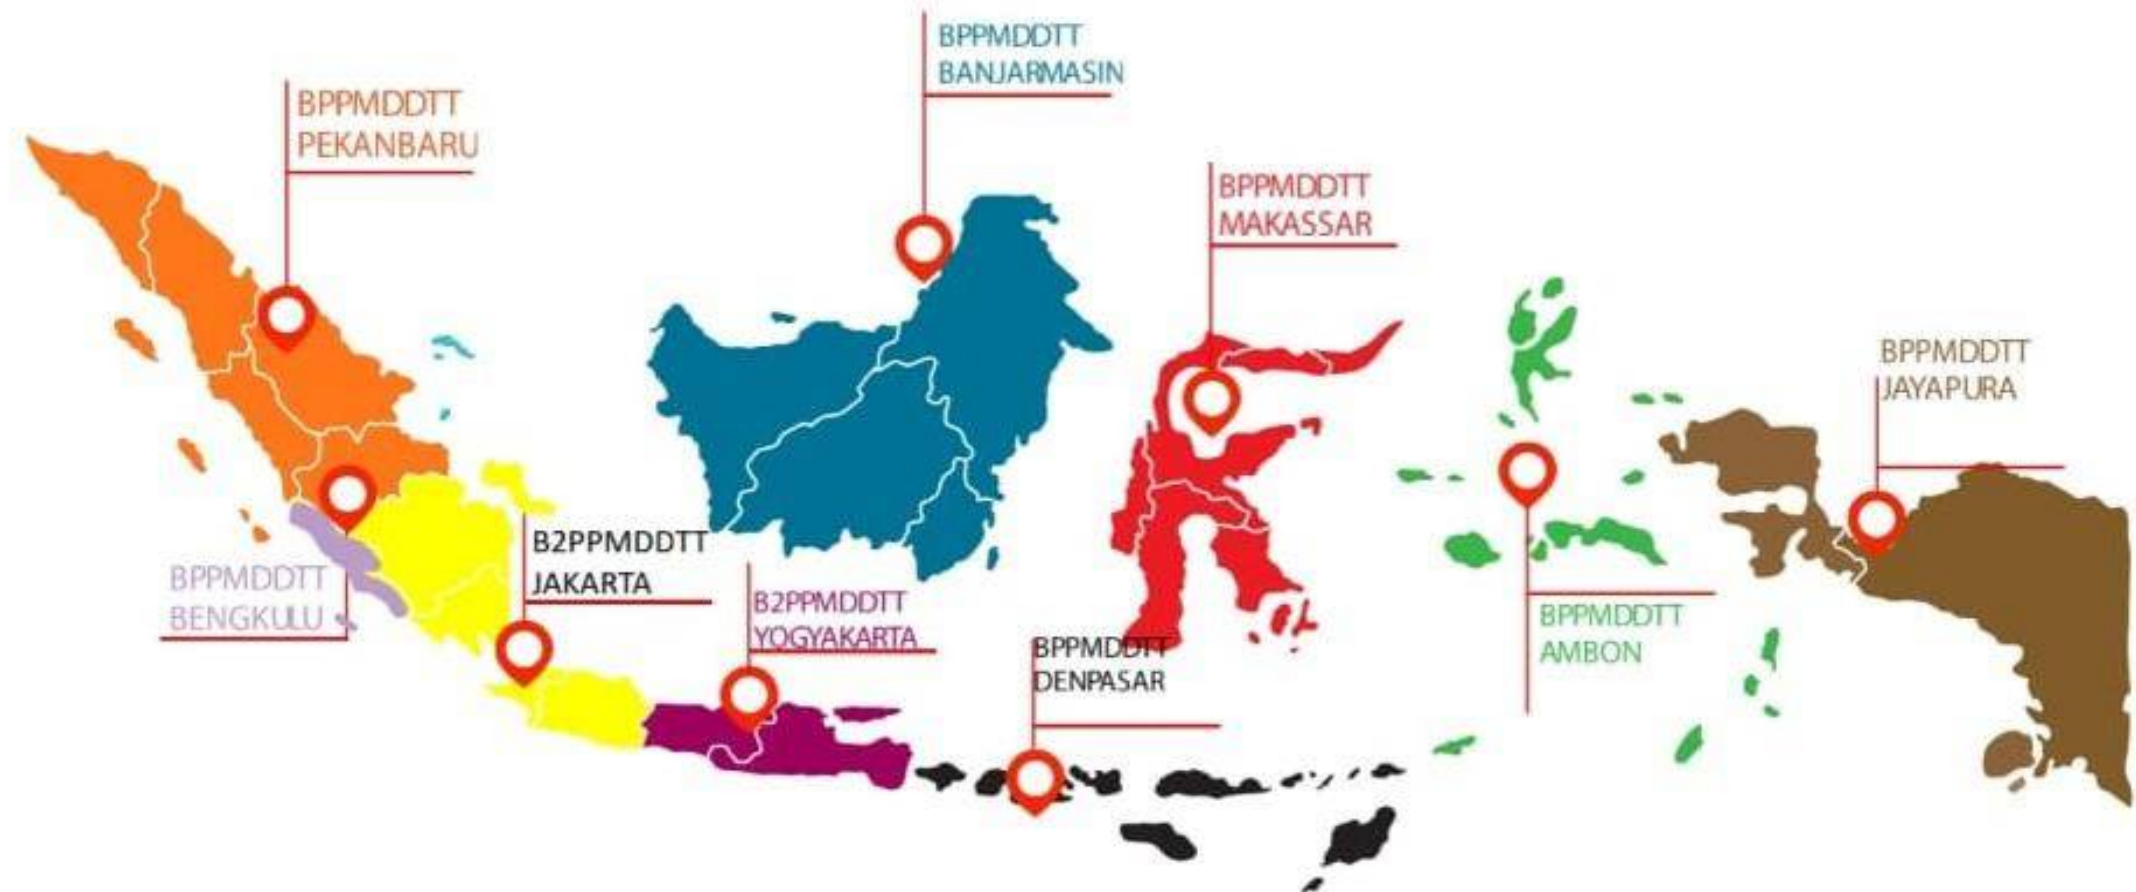 BPPMDDTT
BANJARMASIN
BPPMDDTT
PEKANBARU
BPPMDDTT
MAKASSAR
BPPMDDTT
JAYAPURA
B2PPMDDTT
JAKARTA
BPPMDDTT
BENGKULU
B2PPMDDTT
YOGYAKARTA
BPPMDDTT
DENPASAR
BPPMDDTT
AMBON